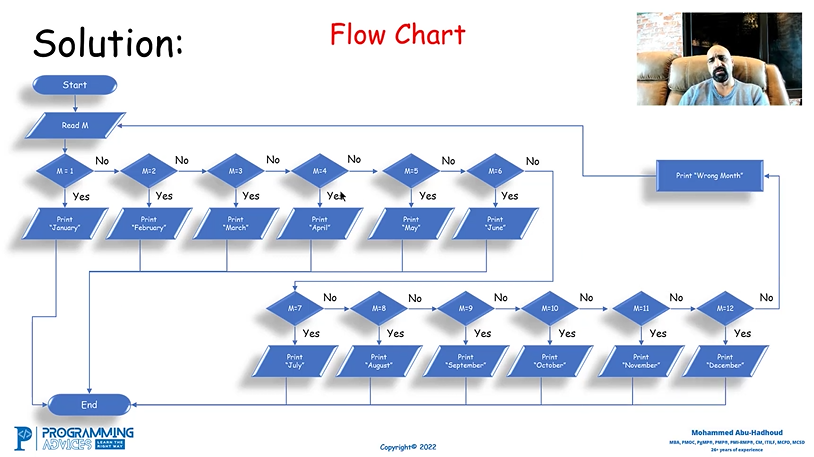 Solution:
Flow Chart
Start
Read M
M = 1
No
M=2
No
M=3
No
M=4
No
M=5
No
M=6
No
Print "Wrong Month"
Yes
Yes
Yes
Yes
Yes
Yes
Print
"January"
Print
"February"
Print
"March"
Print
"April"
Print
"May"
Print
"June"
M=7
No
M=8
No
M=9
No
M=10
No
M=11
No
M=12
No
Yes
Yes
Yes
Yes
Yes
Yes
Print
"July"
Print
"August"
Print
"September"
Print
"October"
Print
"November"
Print
"December"
End
PROGRAMMING
ADVICES
LEARN THE
RIGHT WAY
Copyright© 2022
Mohammed Abu-Hadhoud
MBA, PMOC, PgMP®, PMP®, PMI-RMP®, CM, ITILF, MCPD, MCSD
20+ years of experience